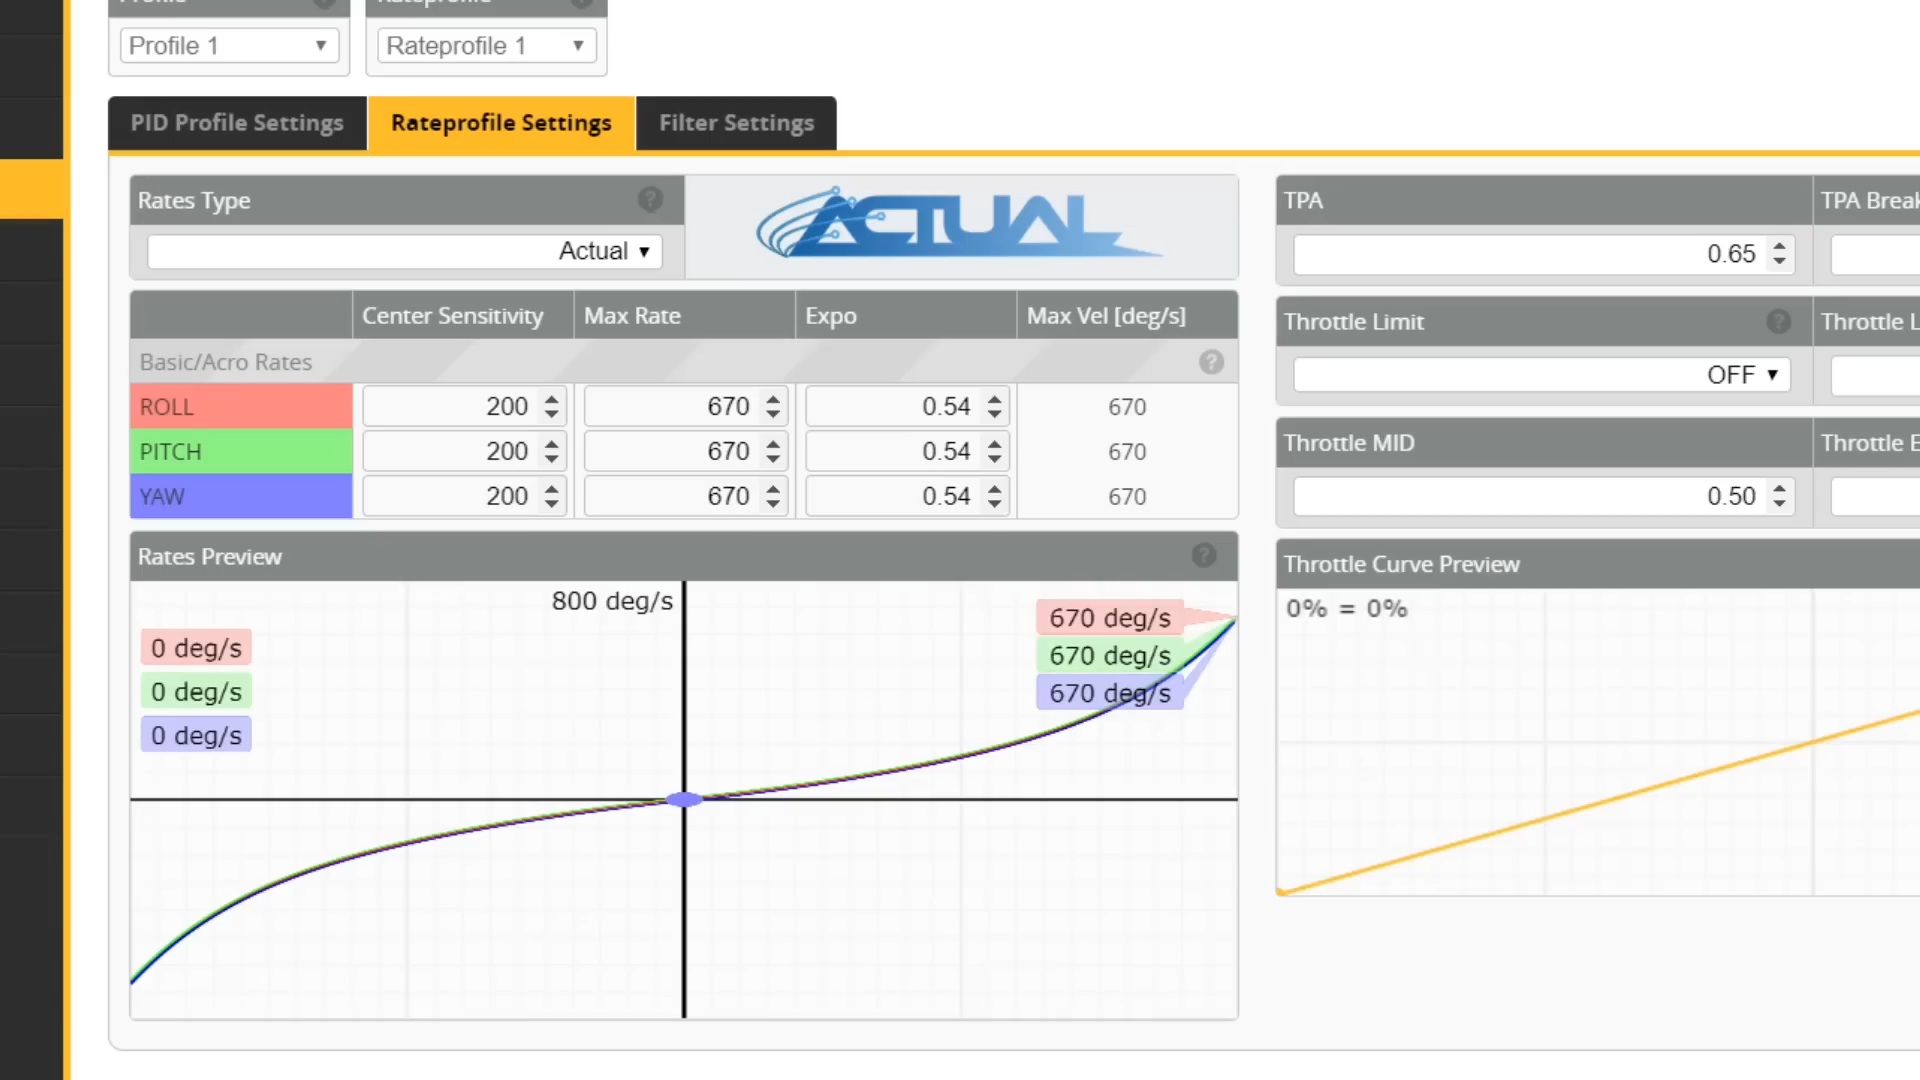 Profile
Rateprofile
Profile 1
Rateprofile 1
PID Profile Settings
Rateprofile Settings
Filter Settings
Rates Type
ACTUAL
Actual
Center Sensitivity
Max Rate
Expo
Max Vel [deg/s]
Basic/Acro Rates
ROLL 200 670 0.54 670
PITCH 200 670 0.54 670
YAW 200 670 0.54 670
Rates Preview
800 deg/s
0 deg/s
0 deg/s
0 deg/s
670 deg/s
670 deg/s
670 deg/s
TPA
TPA Break
0.65
Throttle Limit
Throttle L
OFF
Throttle MID
Throttle E
0.50
Throttle Curve Preview
0% = 0%